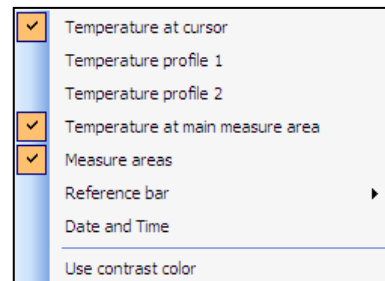 Temperature at cursor
Temperature profile 1
Temperature profile 2
Temperature at main measure area
Measure areas
Reference bar
Date and Time
Use contrast color